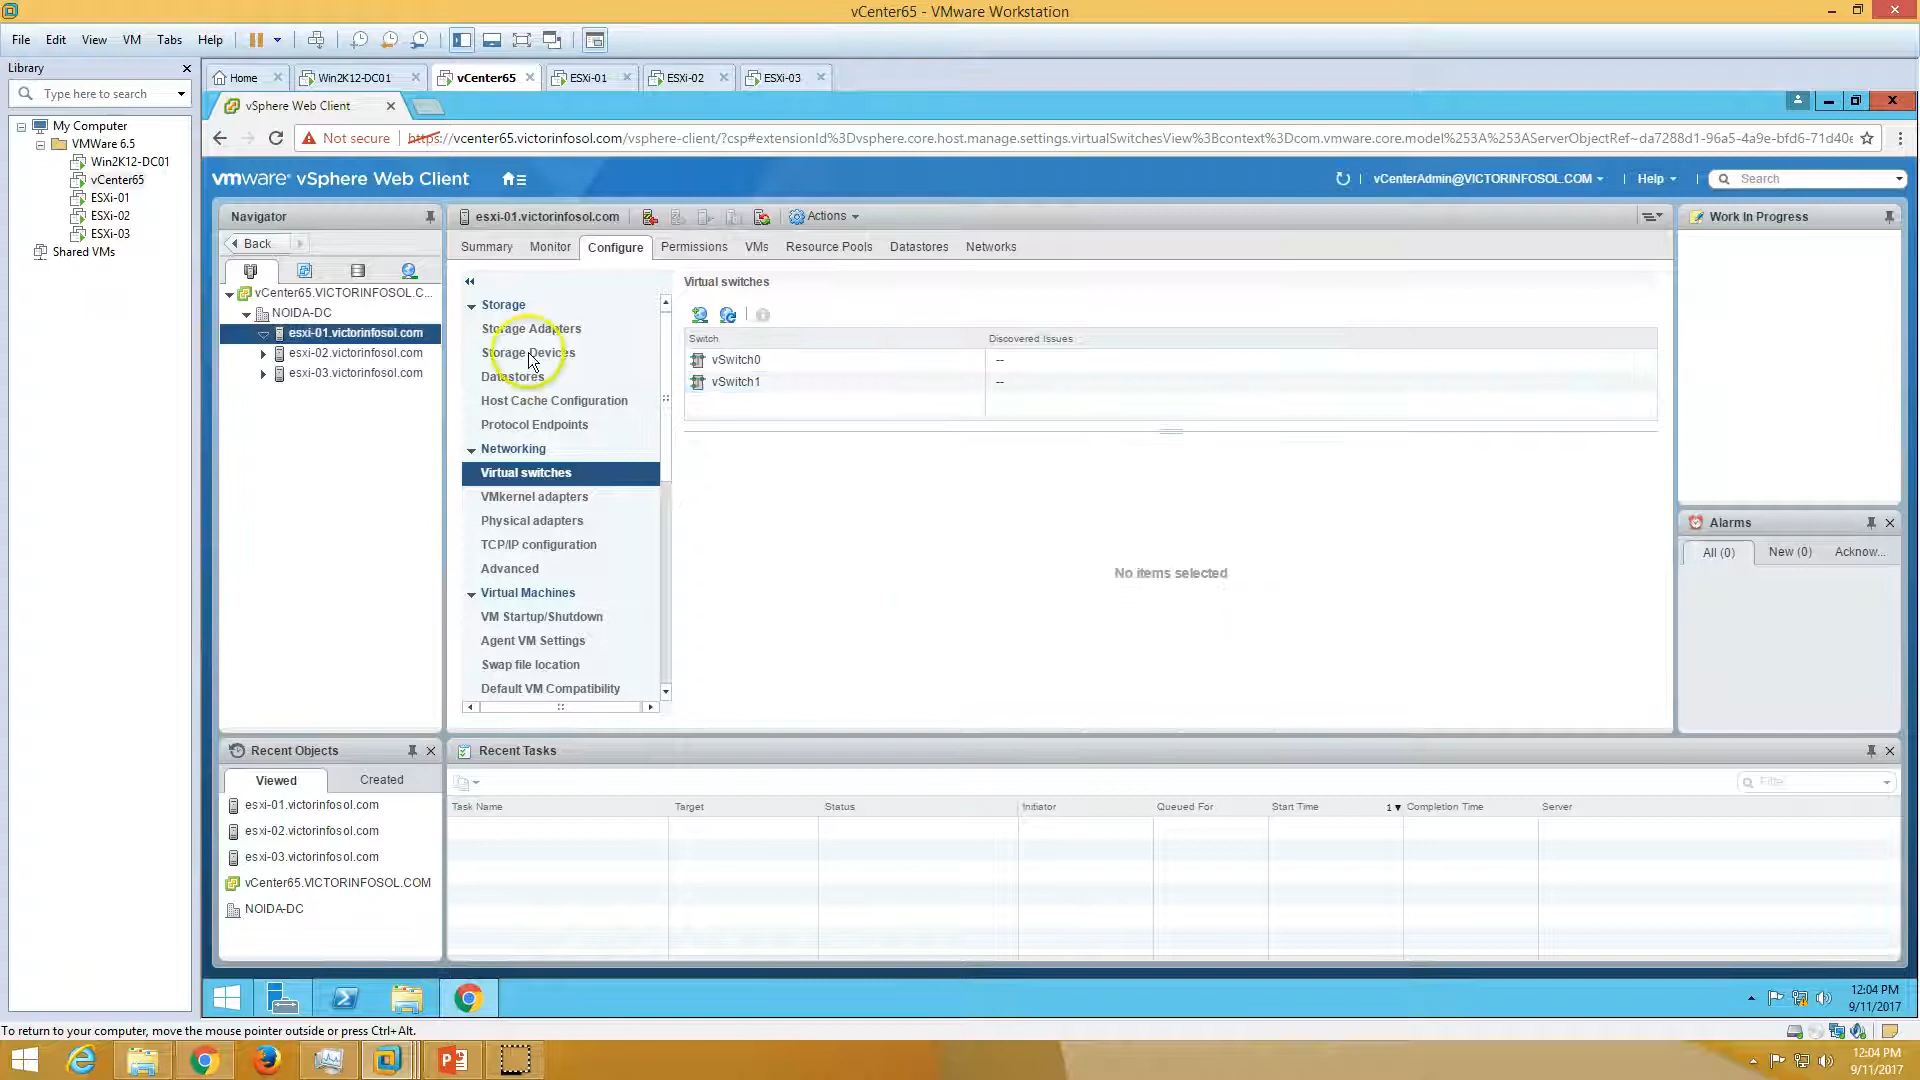 vCenter65 - VMware Workstation
File Edit View VM Tabs Help
Library
Type here to search
My Computer
VMWare 6.5
Win2K12-DC01
vCenter65
ESXi-01
ESXi-02
ESXi-03
Shared VMs
Home Win2K12-DC01 vCenter65 ESXi-01 ESXi-02 ESXi-03
vSphere Web Client
Not secure https://vcenter65.victorinfosol.com/vsphere-client/?csp#extensionId%3Dvsphere.core.host.manage.settings.virtualSwitchesView%3Bcontext%3Dcom.vmware.core.model%253A%253AServerObjectRef~da7288d1-96a5-4a9e-bfd6-71d40e
vmware® vSphere Web Client
vCenterAdmin@VICTORINFOSOL.COM Help Search
Navigator
Back
vCenter65.VICTORINFOSOL.C...
NOIDA-DC
esxi-01.victorinfosol.com
esxi-02.victorinfosol.com
esxi-03.victorinfosol.com
esxi-01.victorinfosol.com Actions
Summary Monitor Configure Permissions VMs Resource Pools Datastores Networks
Storage
Storage Adapters
Storage Devices
Datastores
Host Cache Configuration
Protocol Endpoints
Networking
Virtual switches
VMkernel adapters
Physical adapters
TCP/IP configuration
Advanced
Virtual Machines
VM Startup/Shutdown
Agent VM Settings
Swap file location
Default VM Compatibility
Virtual switches
Switch Discovered Issues
vSwitch0 --
vSwitch1 --
No items selected
Work In Progress
Alarms
All (0) New (0) Acknow...
Recent Objects
Viewed Created
esxi-01.victorinfosol.com
esxi-02.victorinfosol.com
esxi-03.victorinfosol.com
vCenter65.VICTORINFOSOL.COM
NOIDA-DC
Recent Tasks
Filter
Task Name Target Status Initiator Queued For Start Time 1 Completion Time Server
12:04 PM
9/11/2017
To return to your computer, move the mouse pointer outside or press Ctrl+Alt.
12:04 PM
9/11/2017